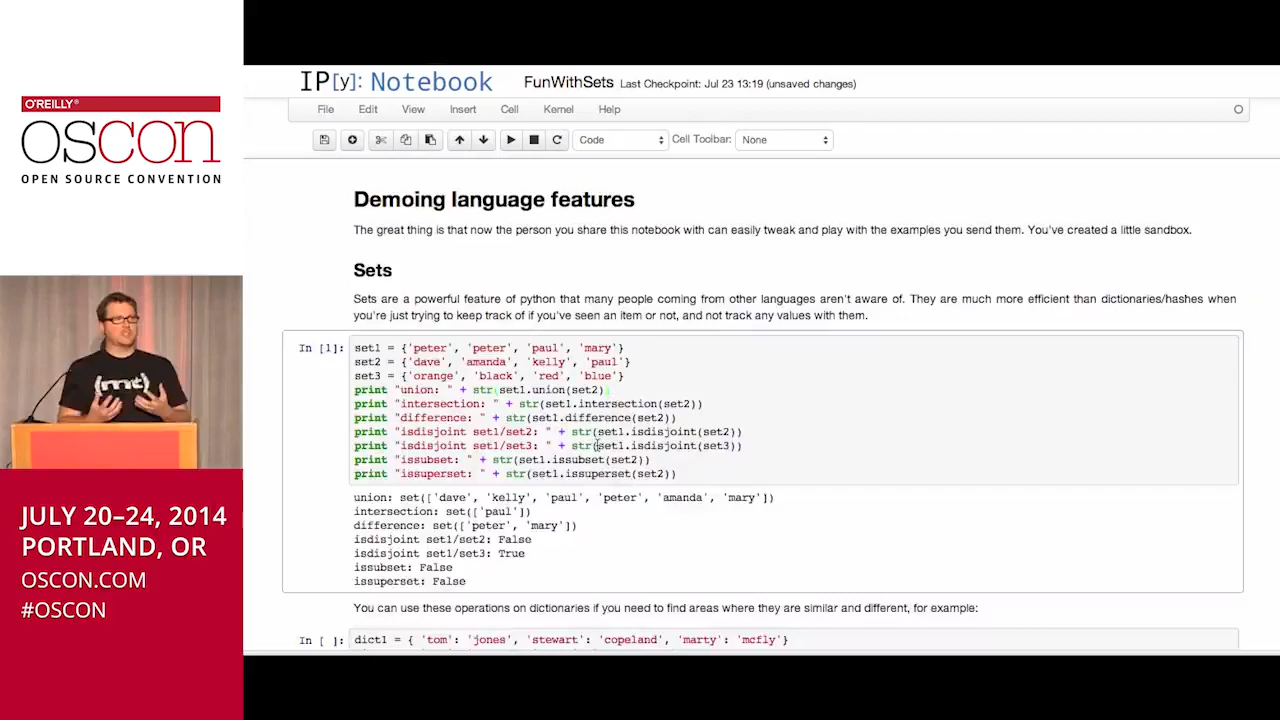 O'REILLY®
OSCON
OPEN SOURCE CONVENTION
{mt}
JULY 20–24, 2014
PORTLAND, OR
OSCON.COM
#OSCON
IP[y]: Notebook FunWithSets Last Checkpoint: Jul 23 13:19 (unsaved changes)
File Edit View Insert Cell Kernel Help
Code Cell Toolbar: None
Demoing language features
The great thing is that now the person you share this notebook with can easily tweak and play with the examples you send them. You've created a little sandbox.
Sets
Sets are a powerful feature of python that many people coming from other languages aren't aware of. They are much more efficient than dictionaries/hashes when
you're just trying to keep track of if you've seen an item or not, and not track any values with them.
In [1]: set1 = {'peter', 'peter', 'paul', 'mary'}
set2 = {'dave', 'amanda', 'kelly', 'paul'}
set3 = {'orange', 'black', 'red', 'blue'}
print "union: " + str(set1.union(set2))
print "intersection: " + str(set1.intersection(set2))
print "difference: " + str(set1.difference(set2))
print "isdisjoint set1/set2: " + str(set1.isdisjoint(set2))
print "isdisjoint set1/set3: " + str(set1.isdisjoint(set3))
print "issubset: " + str(set1.issubset(set2))
print "issuperset: " + str(set1.issuperset(set2))
union: set(['dave', 'kelly', 'paul', 'peter', 'amanda', 'mary'])
intersection: set(['paul'])
difference: set(['peter', 'mary'])
isdisjoint set1/set2: False
isdisjoint set1/set3: True
issubset: False
issuperset: False
You can use these operations on dictionaries if you need to find areas where they are similar and different, for example:
In [ ]: dict1 = { 'tom': 'jones', 'stewart': 'copeland', 'marty': 'mcfly'}